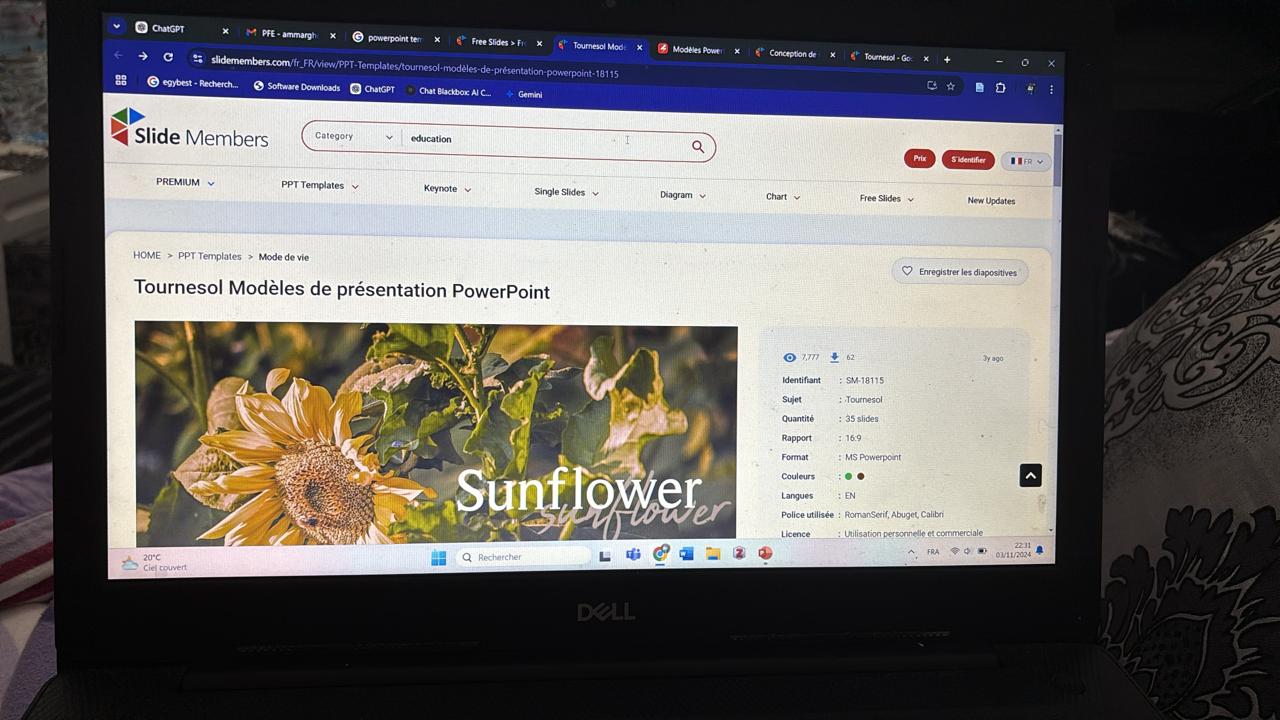 ChatGPT
PFE - ammargh
powerpoint ten
Free Slides > Fr
Tournesol Mode
Modèles Power
Conception de
Tournesol - Go
slidemembers.com/fr_FR/view/PPT-Templates/tournesol-modèles-de-présentation-powerpoint-18115
egybest - Recherch...
Software Downloads
ChatGPT
Chat Blackbox: AI C...
Gemini
Slide Members
Category
education
Prix
S'identifier
FR
PREMIUM
PPT Templates
Keynote
Single Slides
Diagram
Chart
Free Slides
New Updates
HOME > PPT Templates > Mode de vie
Enregistrer les diapositives
Tournesol Modèles de présentation PowerPoint
Sunflower
sunflower
7,777 62 3y ago
Identifiant : SM-18115
Sujet : Tournesol
Quantité : 35 slides
Rapport : 16:9
Format : MS Powerpoint
Couleurs :
Langues : EN
Police utilisée : RomanSerif, Abuget, Calibri
Licence : Utilisation personnelle et commerciale
20°C
Ciel couvert
Rechercher
FRA
22:31
03/11/2024
DELL